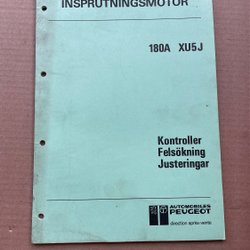 INSPRUTNINGSMOTOR
180A XU5J
Kontroller
Felsökning
Justeringar
AUTOMOBILES
PEUGEOT
direction après-vente